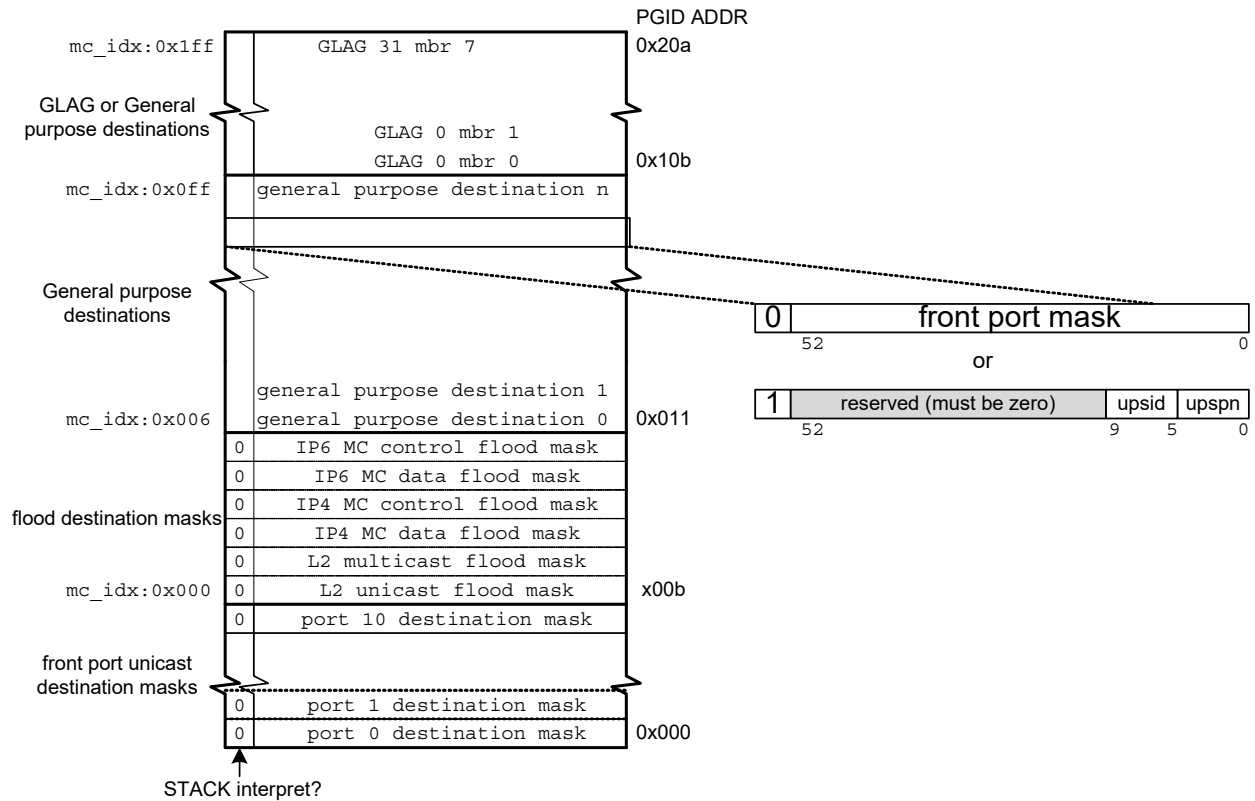 PGID ADDR
mc_idx:0x1ff GLAG 31 mbr 7 0x20a
GLAG or General
purpose destinations
GLAG 0 mbr 1
GLAG 0 mbr 0 0x10b
mc_idx:0x0ff general purpose destination n
General purpose
destinations
0 front port mask
52 0
or
1 reserved (must be zero) upsid upspn
52 9 5 0
general purpose destination 1
mc_idx:0x006 general purpose destination 0 0x011
0 IP6 MC control flood mask
0 IP6 MC data flood mask
0 IP4 MC control flood mask
flood destination masks
0 IP4 MC data flood mask
0 L2 multicast flood mask
mc_idx:0x000 0 L2 unicast flood mask x00b
0 port 10 destination mask
front port unicast
destination masks
0 port 1 destination mask
0 port 0 destination mask 0x000
STACK interpret?